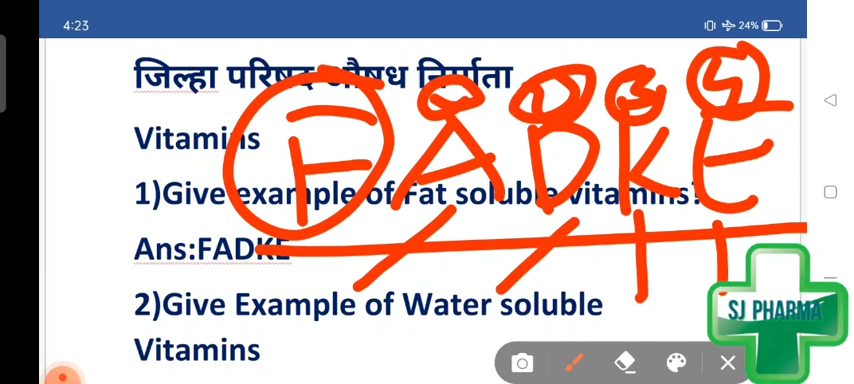 4:23
24%
जिल्हा परिषद औषध निर्माता
FADKE
Vitamins
1)Give example of Fat soluble vitamins?
Ans:FADKE
2)Give Example of Water soluble
Vitamins
SJ PHARMA